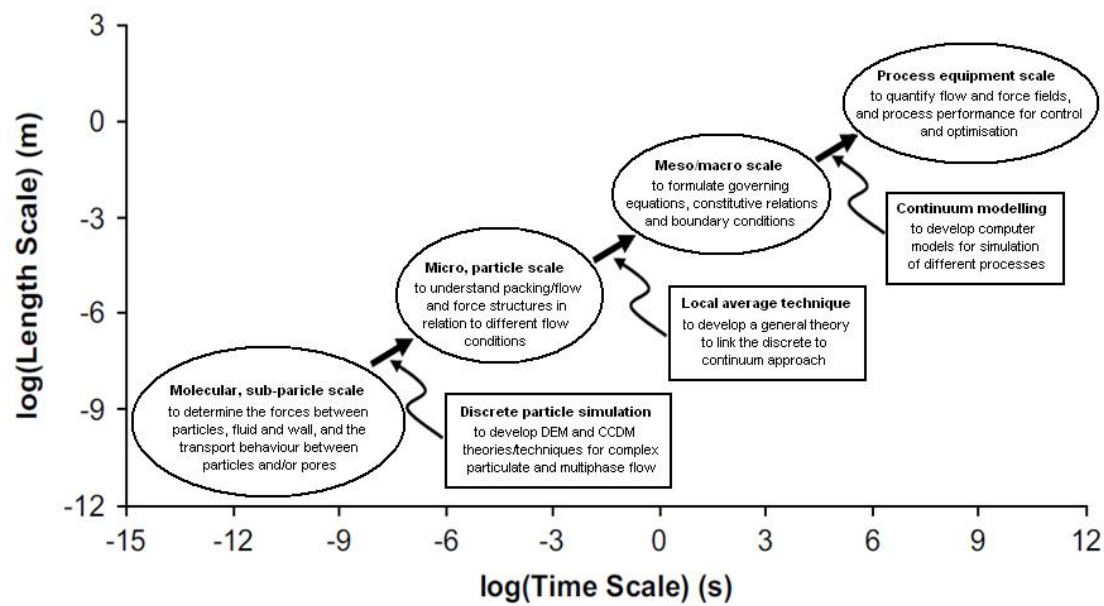 3
0
-3
-6
-9
-12
log(Length Scale) (m)
Process equipment scale
to quantify flow and force fields,
and process performance for control
and optimisation
Meso/macro scale
to formulate governing
equations, constitutive relations
and boundary conditions
Continuum modelling
to develop computer
models for simulation
of different processes
Micro, particle scale
to understand packing/flow
and force structures in
relation to different flow
conditions
Local average technique
to develop a general theory
to link the discrete to
continuum approach
Molecular, sub-paricle scale
to determine the forces between
particles, fluid and wall, and the
transport behaviour between
particles and/or pores
Discrete particle simulation
to develop DEM and CCDM
theories/techniques for complex
particulate and multiphase flow
-15 -12 -9 -6 -3 0 3 6 9 12
log(Time Scale) (s)